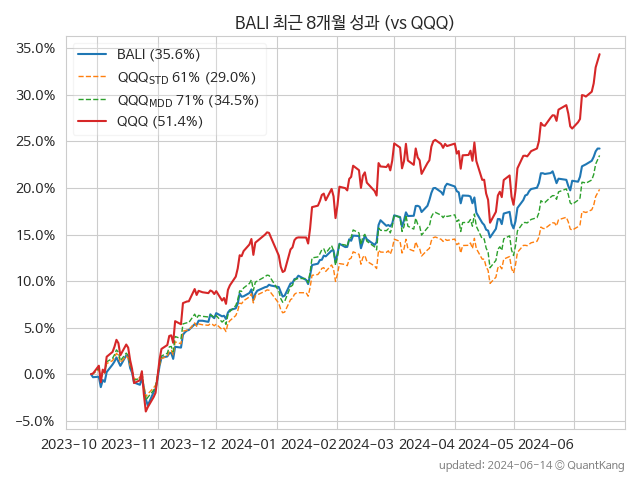 BALI 최근 8개월 성과 (vs QQQ)
BALI (35.6%)
QQQSTD 61% (29.0%)
QQQMDD 71% (34.5%)
QQQ (51.4%)
35.0%
30.0%
25.0%
20.0%
15.0%
10.0%
5.0%
0.0%
−5.0%
2023-10 2023-11 2023-12 2024-01 2024-02 2024-03 2024-04 2024-05 2024-06
updated: 2024-06-14 © QuantKang